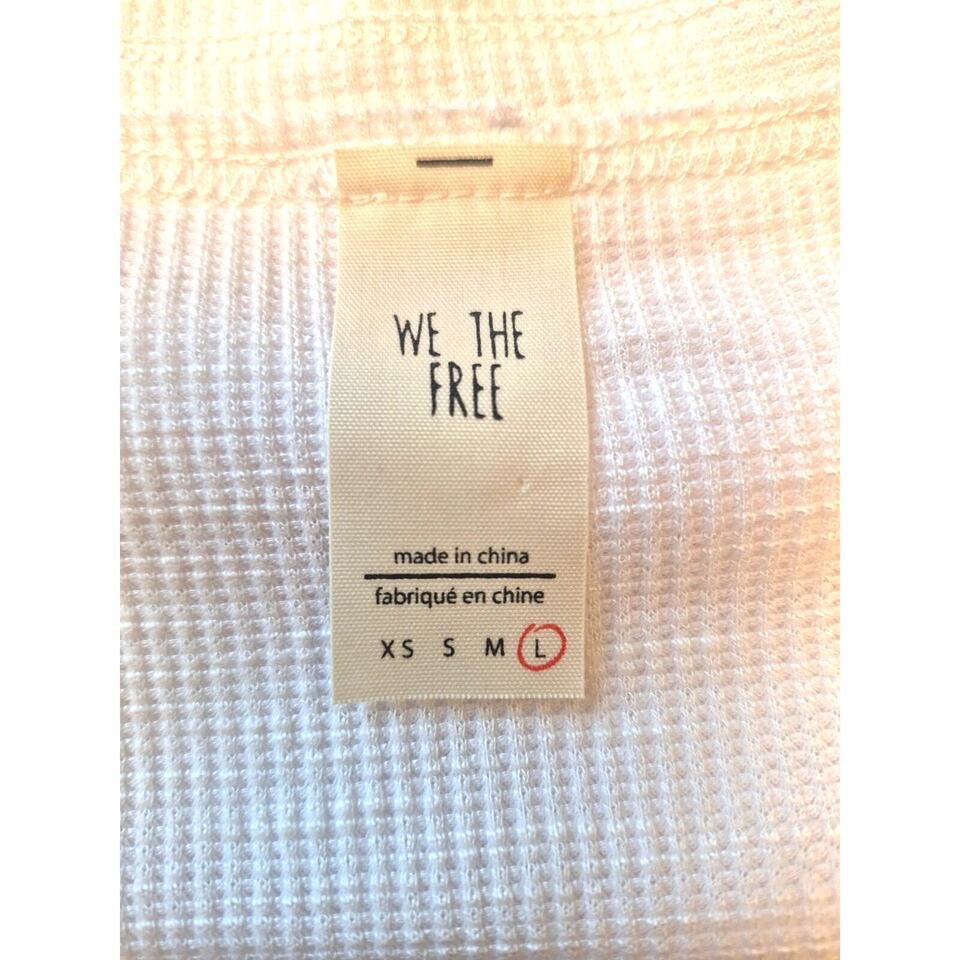 WE THE
FREE
made in china
fabriqué en chine
XS S M L